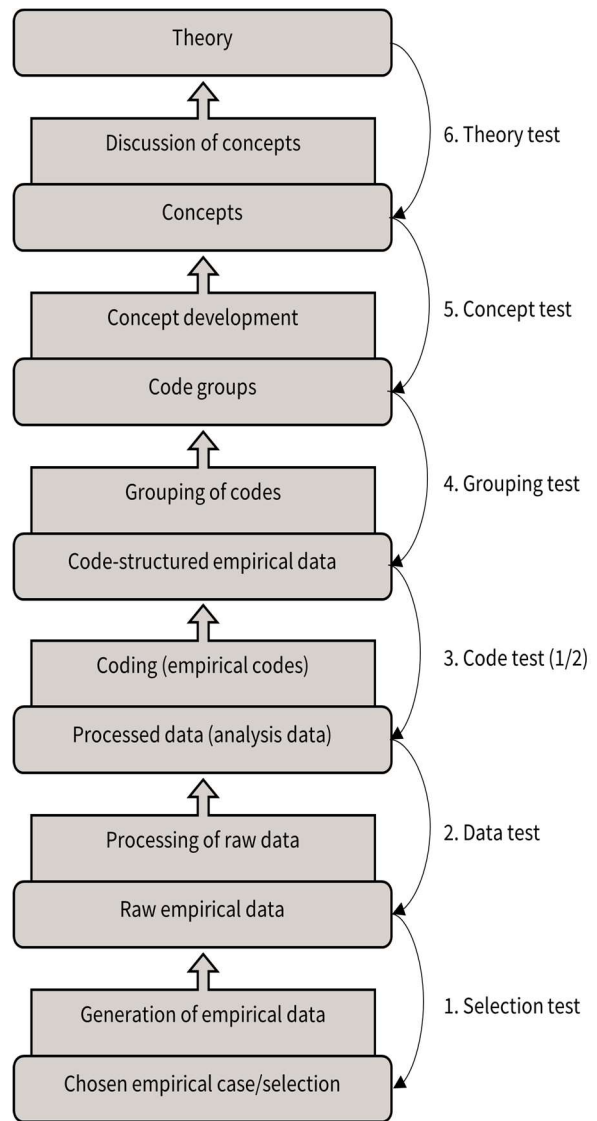 Theory
6. Theory test
Discussion of concepts
Concepts
5. Concept test
Concept development
Code groups
4. Grouping test
Grouping of codes
Code-structured empirical data
3. Code test (1/2)
Coding (empirical codes)
Processed data (analysis data)
2. Data test
Processing of raw data
Raw empirical data
1. Selection test
Generation of empirical data
Chosen empirical case/selection